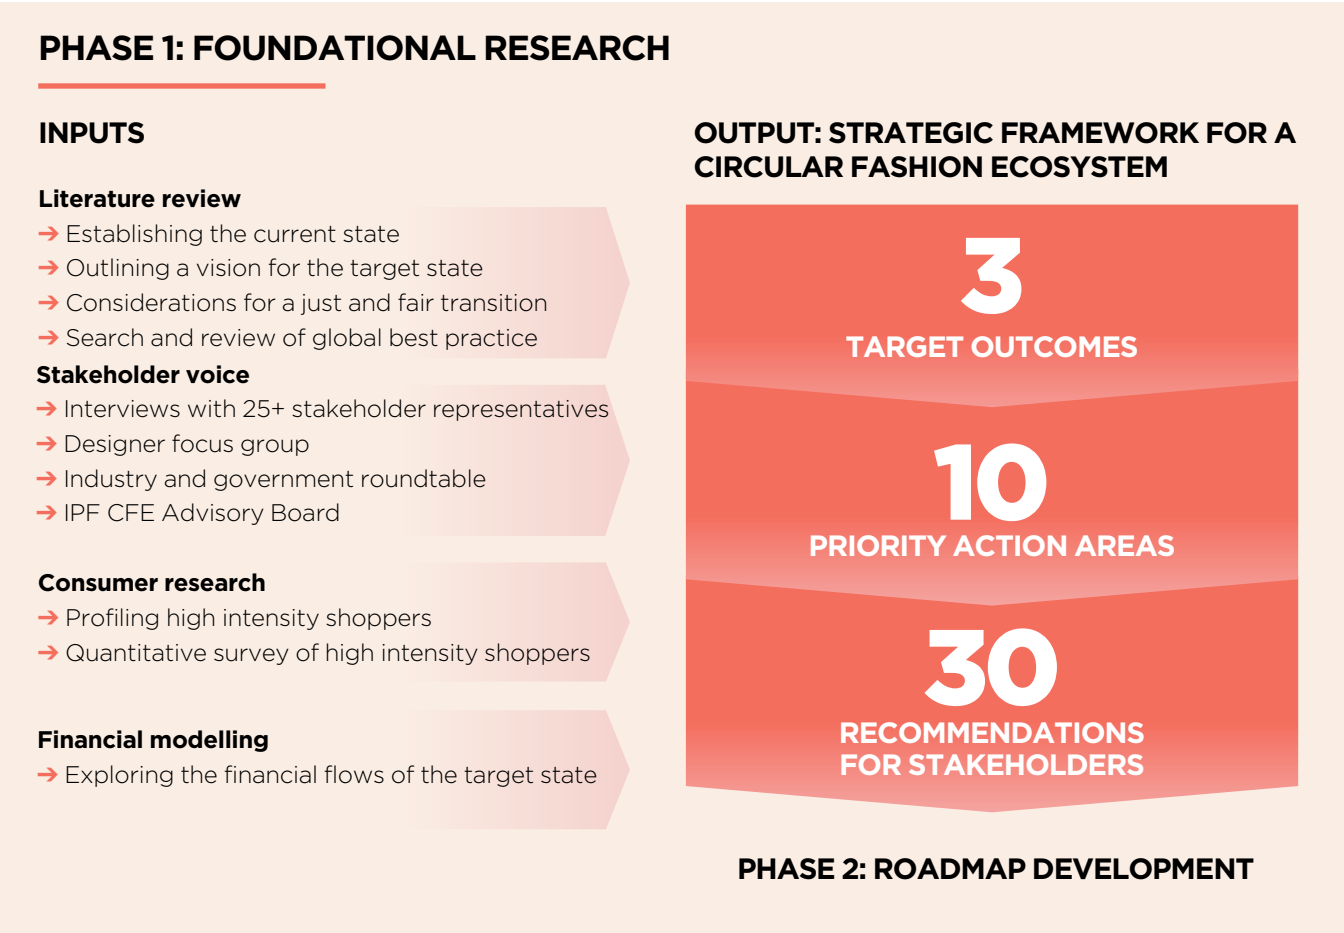 PHASE 1: FOUNDATIONAL RESEARCH
INPUTS
Literature review
→ Establishing the current state
→ Outlining a vision for the target state
→ Considerations for a just and fair transition
→ Search and review of global best practice
Stakeholder voice
→ Interviews with 25+ stakeholder representatives
→ Designer focus group
→ Industry and government roundtable
→ IPF CFE Advisory Board
Consumer research
→ Profiling high intensity shoppers
→ Quantitative survey of high intensity shoppers
Financial modelling
→ Exploring the financial flows of the target state
OUTPUT: STRATEGIC FRAMEWORK FOR A
CIRCULAR FASHION ECOSYSTEM
3
TARGET OUTCOMES
10
PRIORITY ACTION AREAS
30
RECOMMENDATIONS
FOR STAKEHOLDERS
PHASE 2: ROADMAP DEVELOPMENT